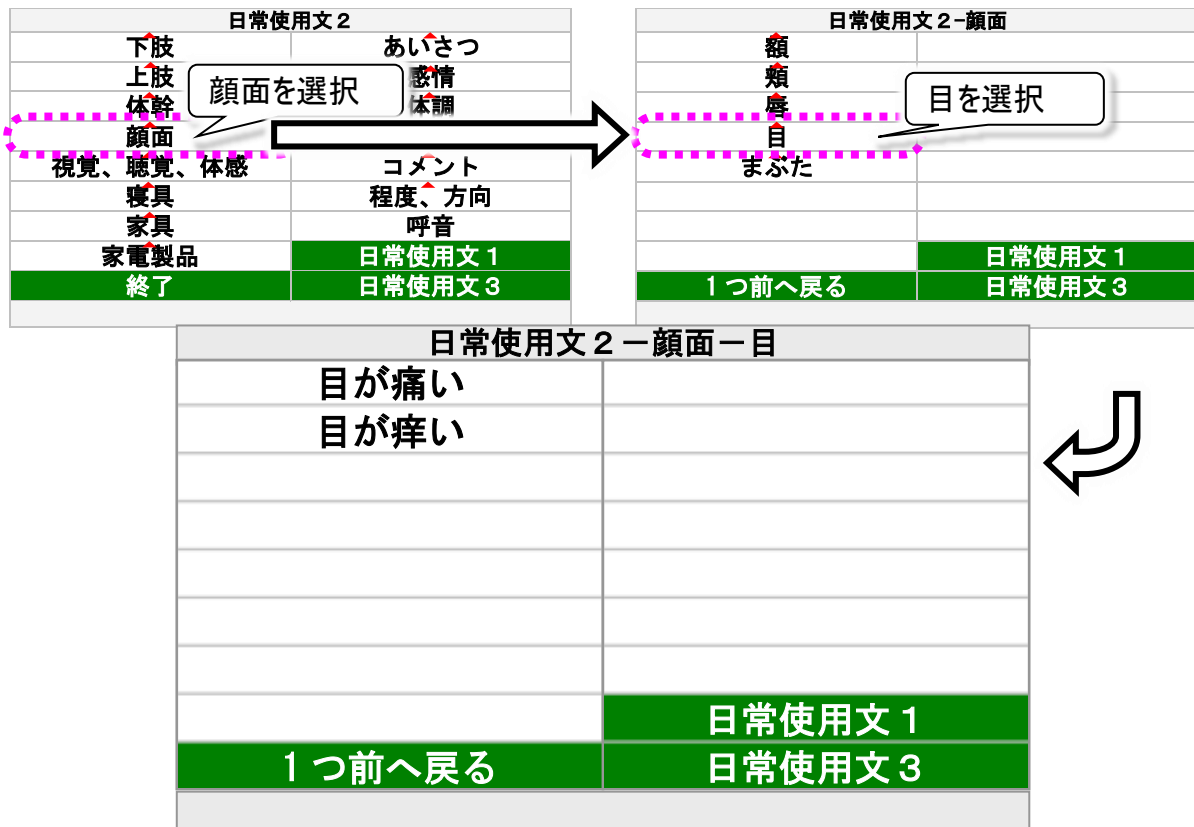 日常使用文２
下肢 あいさつ
上肢 感情
体幹 体調
顔面
視覚、聴覚、体感 コメント
寝具 程度、方向
家具 呼音
家電製品 日常使用文１
終了 日常使用文３
顔面を選択
日常使用文２-顔面
額
頬
唇
目
まぶた
日常使用文１
１つ前へ戻る 日常使用文３
目を選択
日常使用文２－顔面－目
目が痛い
目が痒い
日常使用文１
１つ前へ戻る 日常使用文３